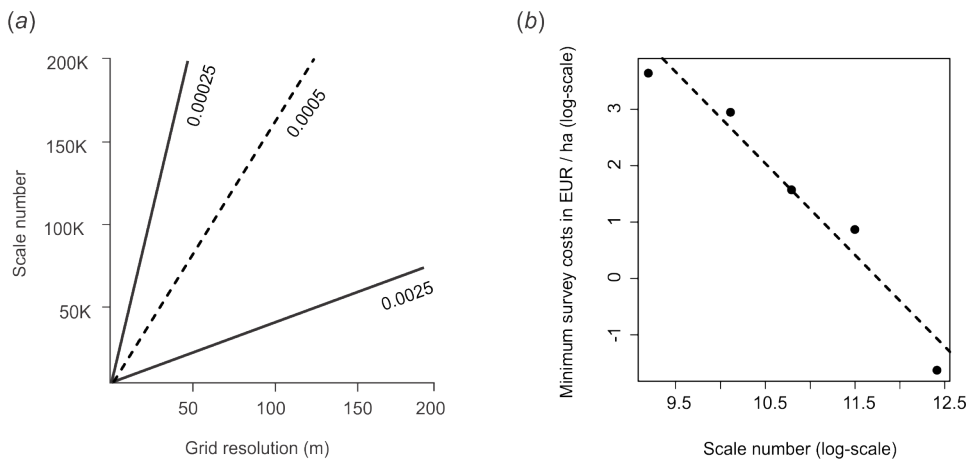 (a)
200K
150K
100K
50K
Scale number
0.00025
0.0005
0.0025
50
100
150
200
Grid resolution (m)
(b)
Minimum survey costs in EUR / ha (log-scale)
3
2
1
0
-1
9.5
10.5
11.5
12.5
Scale number (log-scale)